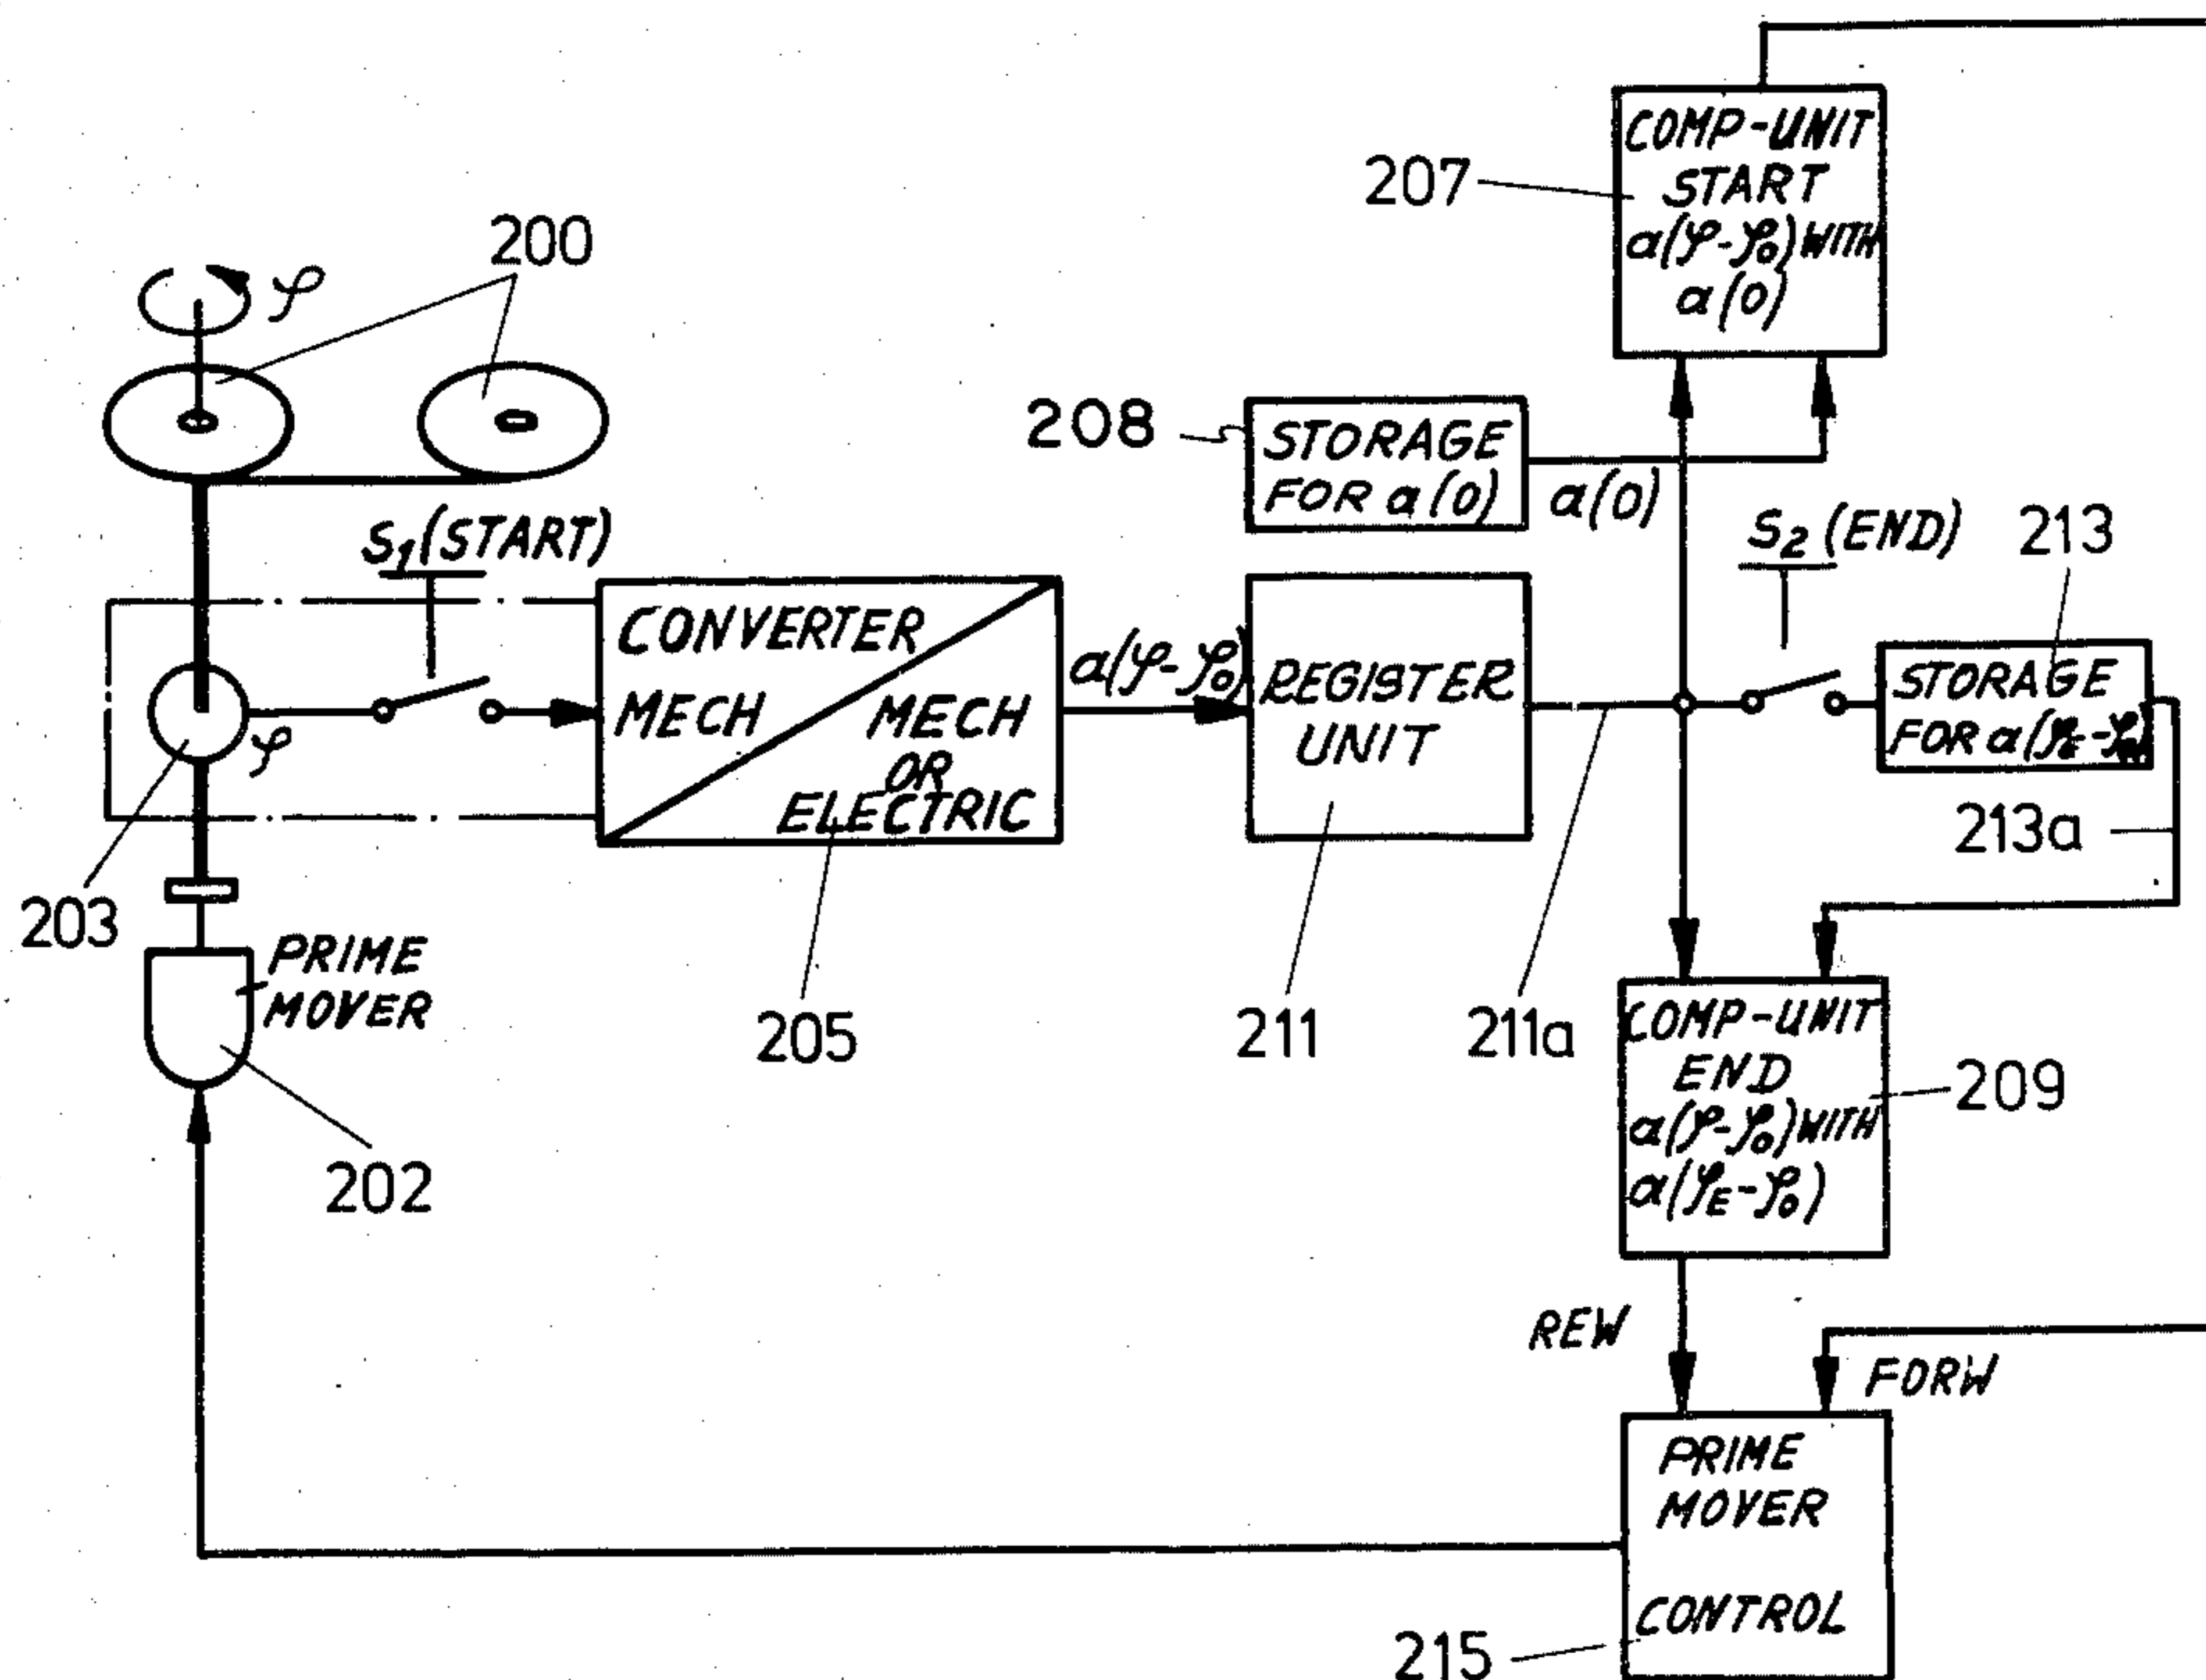 200
φ
S₁(START)
CONVERTER
MECH
MECH
OR
ELECTRIC
φ
203
PRIME
MOVER
202
205
α(φ-φ₀)
REGISTER
UNIT
211
211a
208
STORAGE
FOR α(0)
α(0)
207
COMP-UNIT
START
α(φ-φ₀) WITH
α(0)
S₂ (END)
213
STORAGE
FOR α(φE-φ
213a
COMP-UNIT
END
α(φ-φ₀) WITH
α(φE-φ₀)
209
REW
FORW
PRIME
MOVER
CONTROL
215